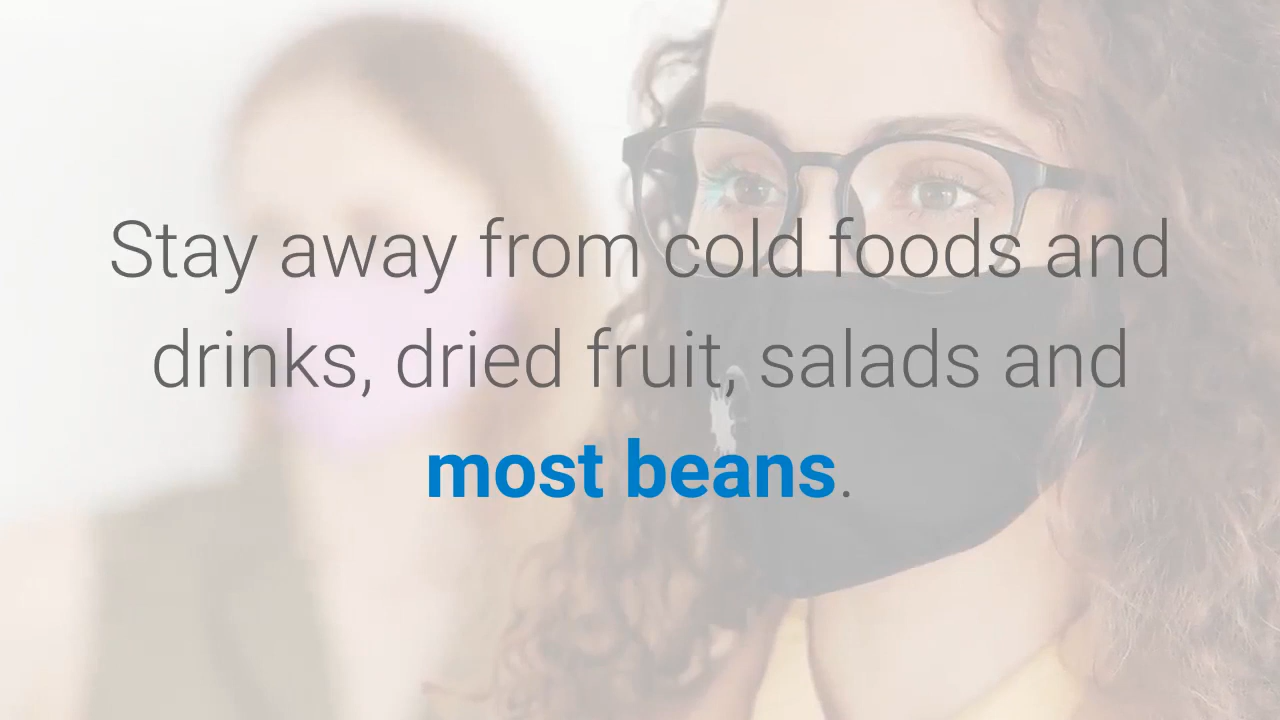 Stay away from cold foods and
drinks, dried fruit, salads and
most beans.